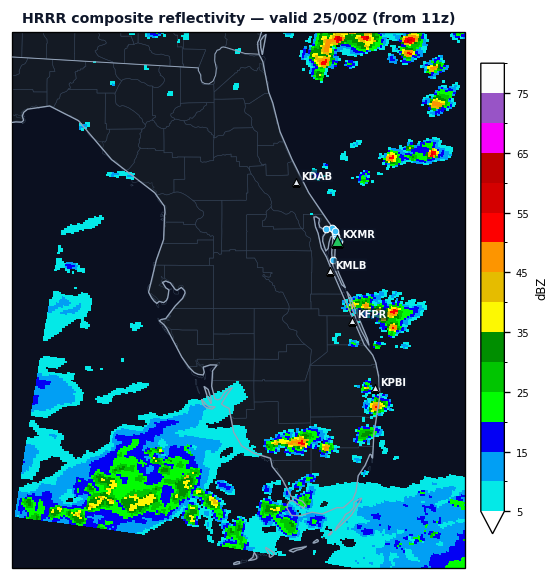 HRRR composite reflectivity — valid 25/00Z (from 11z)
KDAB
KXMR
KMLB
KFPR
KPBI
75
65
55
45
35
25
15
5
dBZ